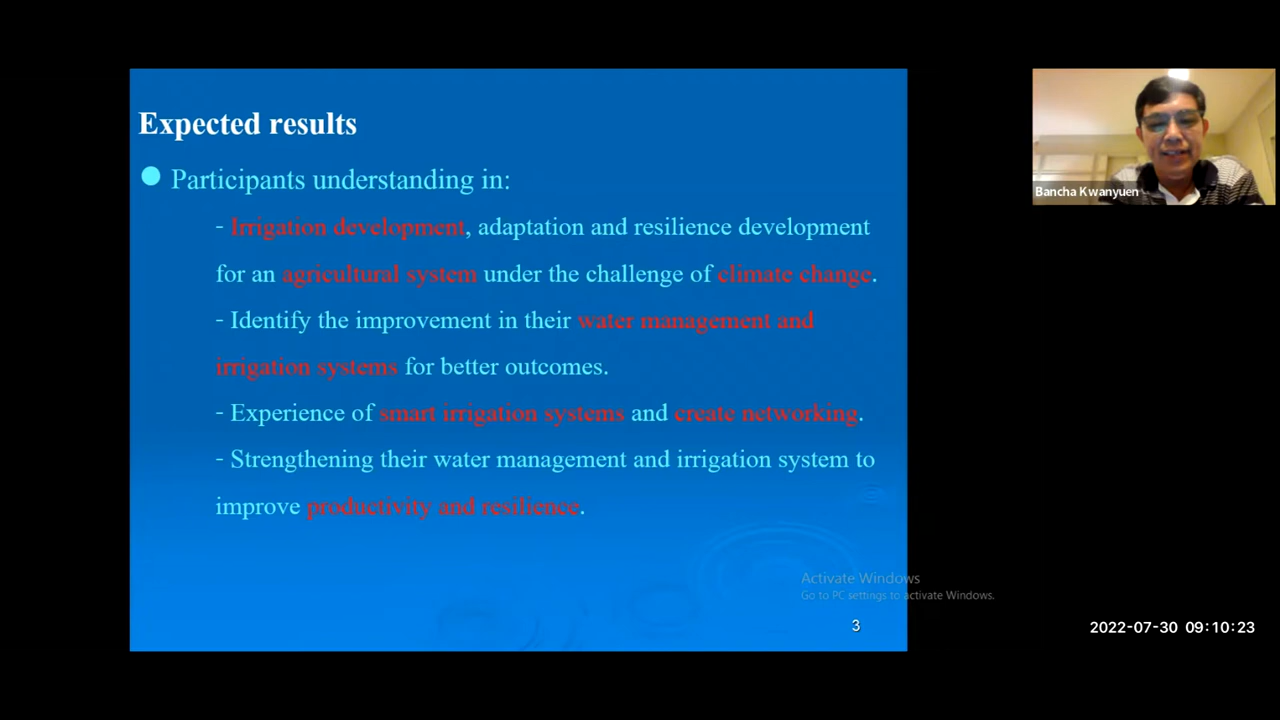 Expected results
Participants understanding in:
- Irrigation development, adaptation and resilience development
for an agricultural system under the challenge of climate change.
- Identify the improvement in their water management and
irrigation systems for better outcomes.
- Experience of smart irrigation systems and create networking.
- Strengthening their water management and irrigation system to
improve productivity and resilience.
3
Bancha Kwanyuen
Activate Windows
Go to PC settings to activate Windows.
2022-07-30 09:10:23